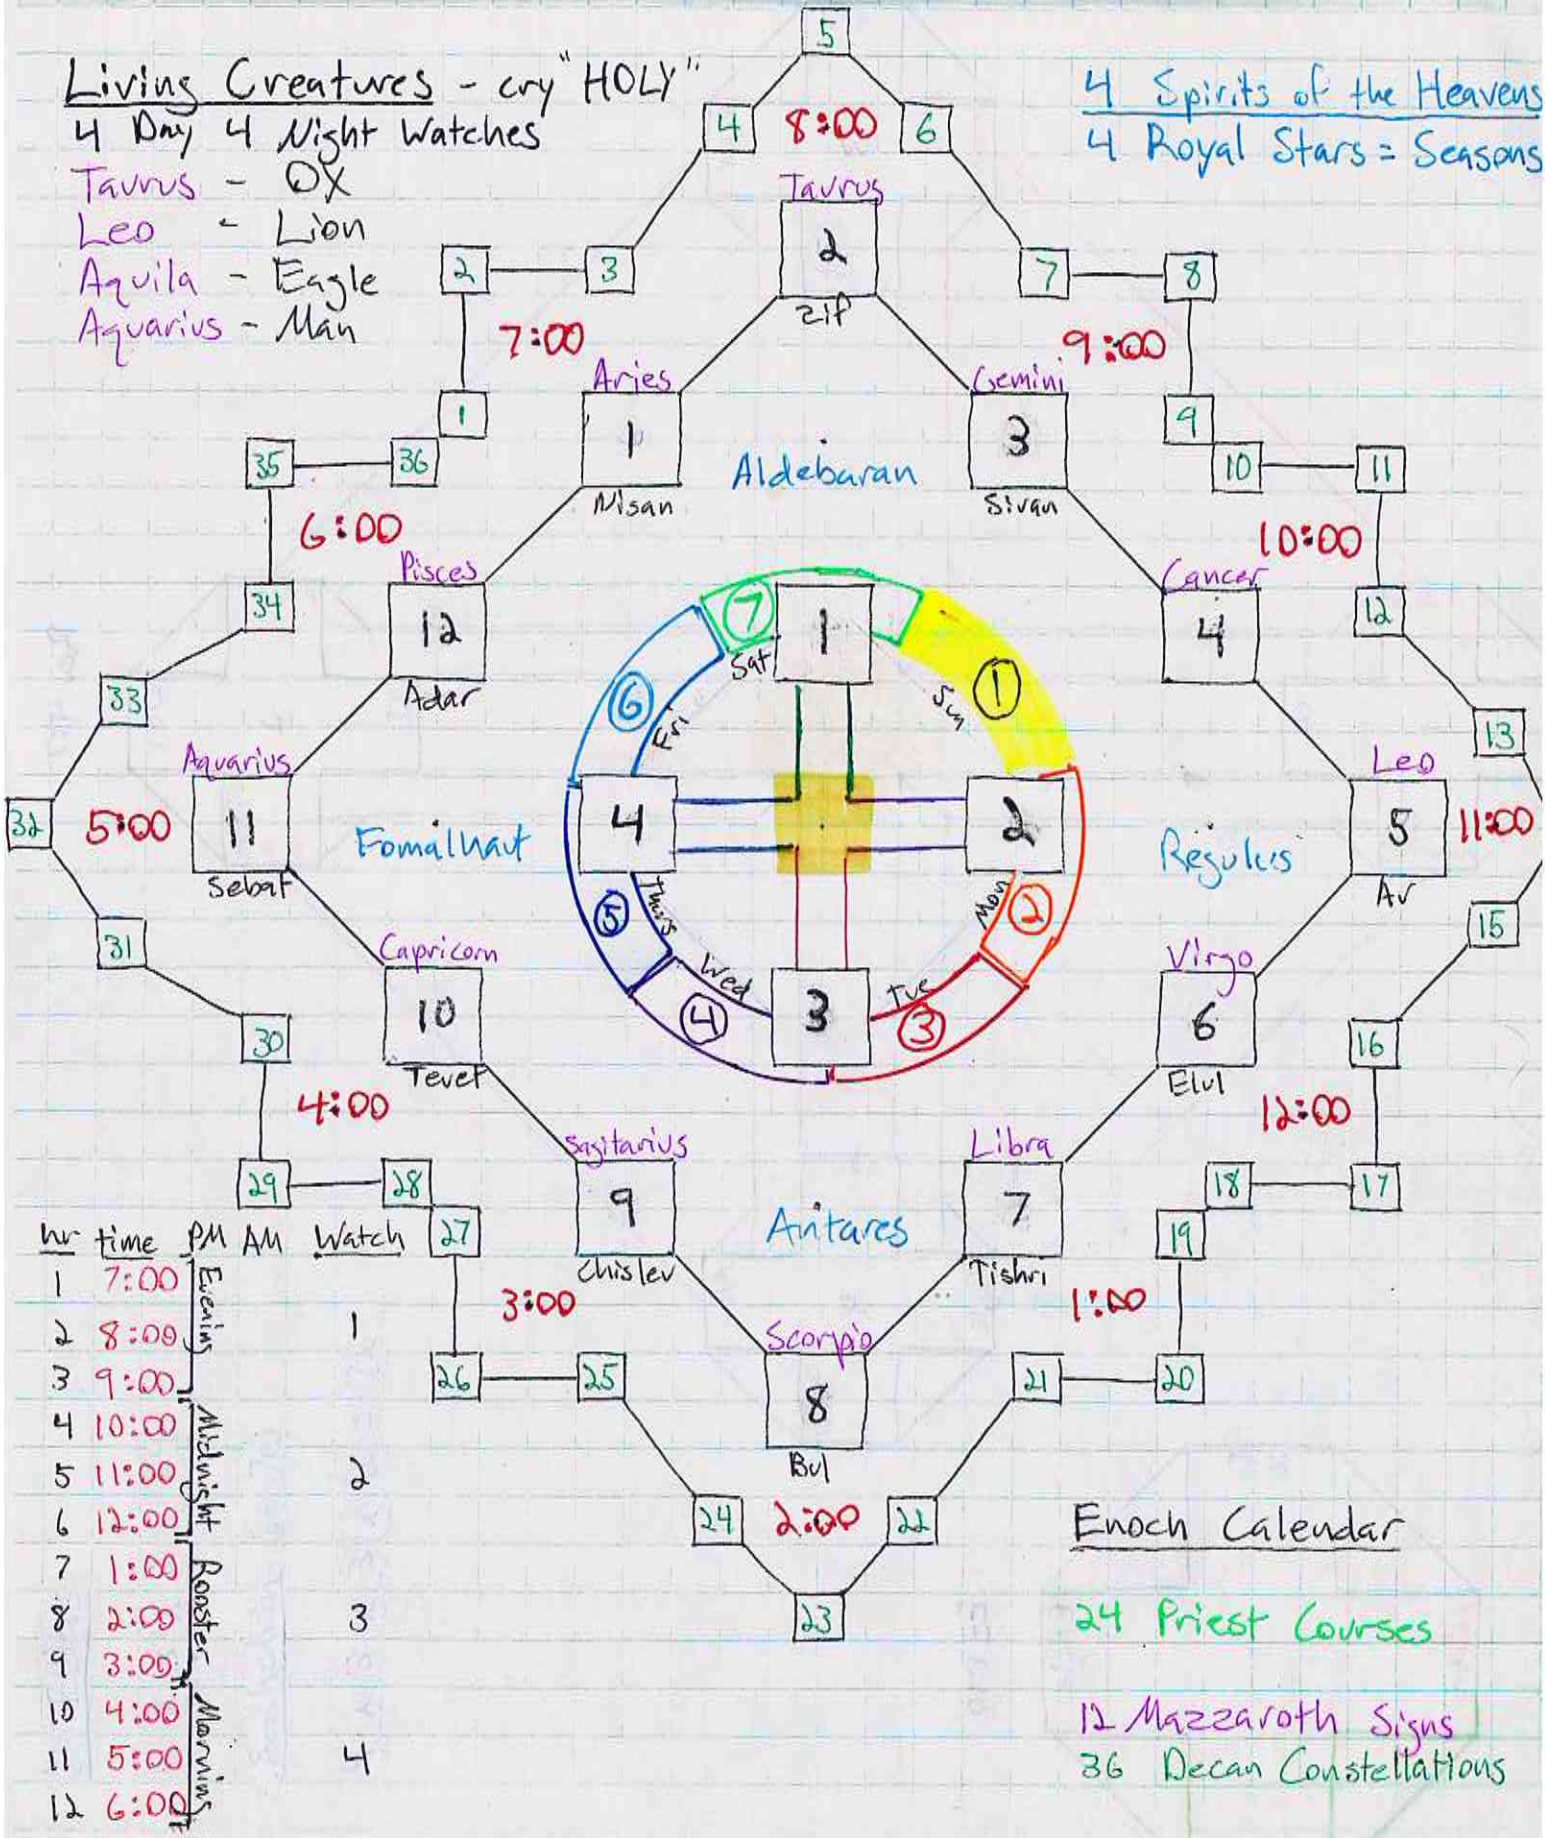 Living Creatures - cry "HOLY"
4 Day 4 Night Watches
Taurus - OX
Leo - Lion
Aquila - Eagle
Aquarius - Man
4 Spirits of the Heavens
4 Royal Stars = Seasons
5
4 8:00 6
Taurus
2
Zif
2 3
7 8
7:00
9:00
Aries
1
Nisan
Gemini
3
Sivan
Aldebaran
1
9
35 36
10 11
6:00
10:00
Pisces
12
Adar
Cancer
4
34
12
33
13
7 Sat
1
1 Sun
6 Fri
4
2
2 Mon
5 Thurs
4 Wed
3
3 Tue
Aquarius
11
Sebat
32 5:00
Fomalhaut
Regulus
Leo
5
Av
11:00
31
15
Capricorn
10
Tevet
Virgo
6
Elul
30
16
4:00
12:00
29 28
18 17
27
19
Sagitarius
9
Chislev
Antares
Libra
7
Tishri
3:00
1:00
26 25
21 20
Scorpio
8
Bul
24 2:00 22
23
hr time PM AM Watch
1 7:00
2 8:00 Evening 1
3 9:00
4 10:00
5 11:00 Midnight 2
6 12:00
7 1:00
8 2:00 Rooster 3
9 3:00
10 4:00
11 5:00 Morning 4
12 6:00
Enoch Calendar
24 Priest Courses
12 Mazzaroth Signs
36 Decan Constellations